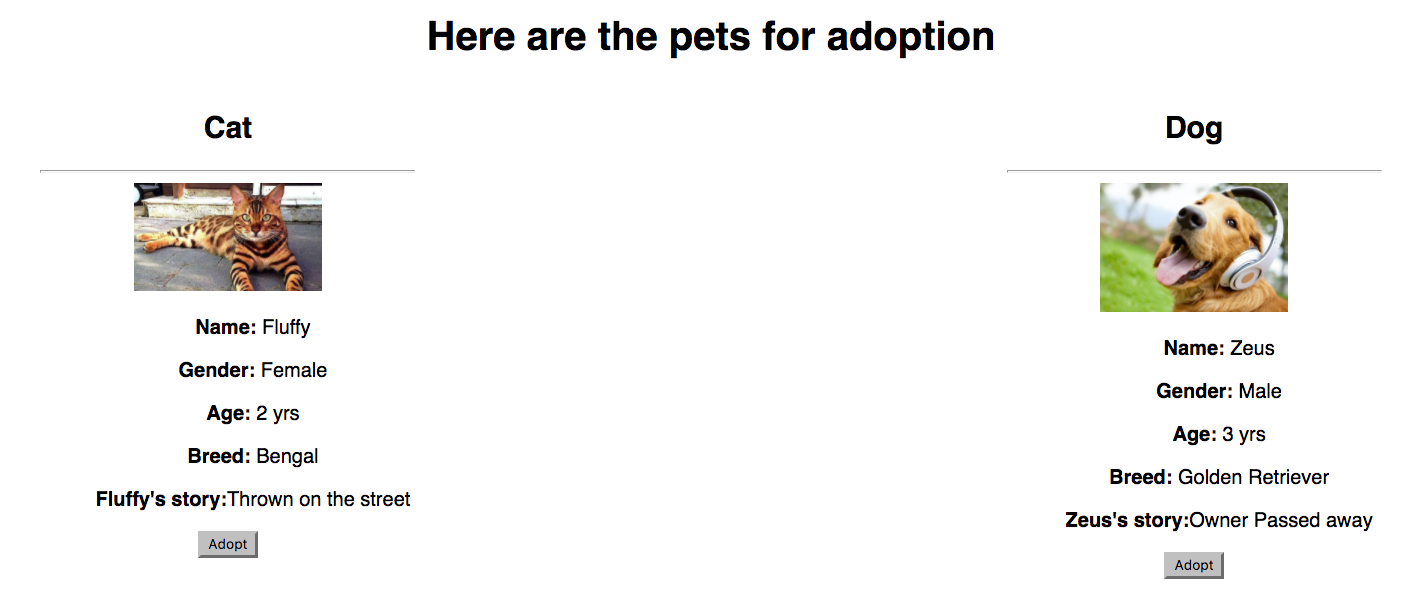 Here are the pets for adoption
Cat
Name: Fluffy
Gender: Female
Age: 2 yrs
Breed: Bengal
Fluffy's story:Thrown on the street
Adopt
Dog
Name: Zeus
Gender: Male
Age: 3 yrs
Breed: Golden Retriever
Zeus's story:Owner Passed away
Adopt